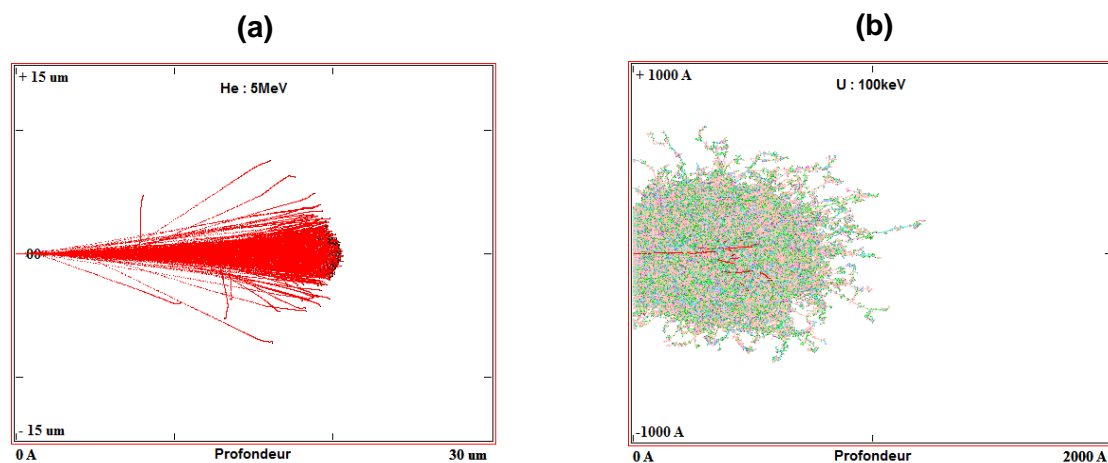 (a)
+ 15 um
He : 5MeV
00
- 15 um
0 A
Profondeur
30 um
(b)
+ 1000 A
U : 100keV
-1000 A
0 A
Profondeur
2000 A